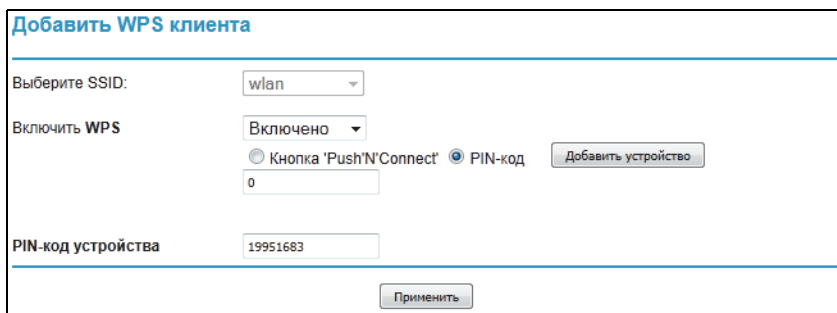 Добавить WPS клиента
Выберите SSID: wlan
Включить WPS Включено
Кнопка 'Push'N'Connect' PIN-код Добавить устройство
0
PIN-код устройства 19951683
Применить